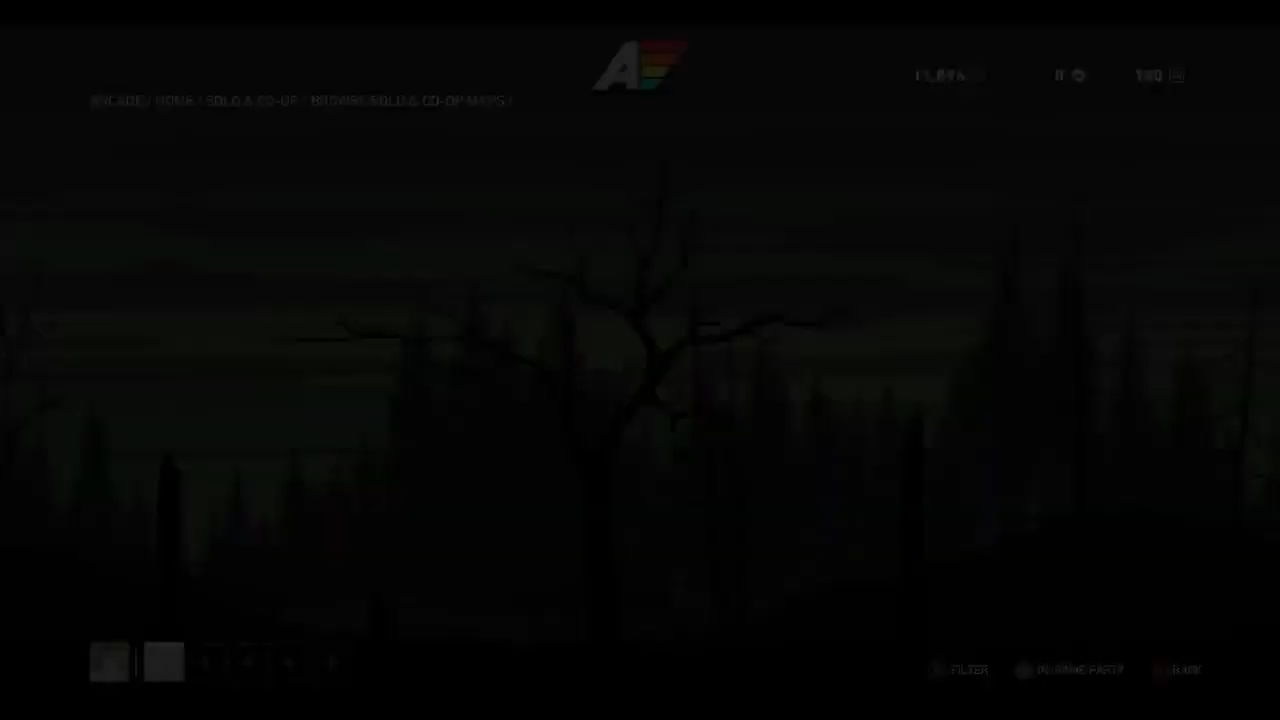 ARCADE / HOME / SOLO & CO-OP / BROWSE SOLO & CO-OP MAPS /
FILTER
IN-GAME PARTY
BACK